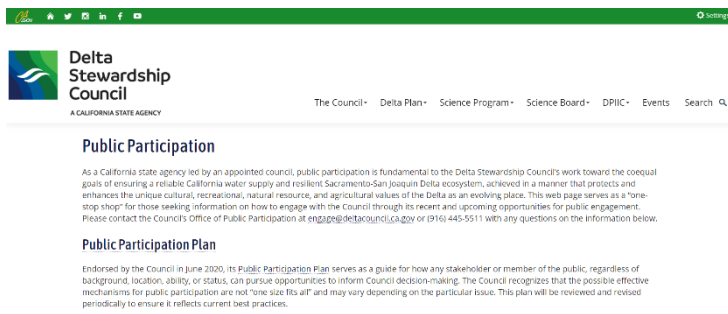 CA.GOV
Settings
Delta
Stewardship
Council
A CALIFORNIA STATE AGENCY
The Council Delta Plan Science Program Science Board DPIIC Events Search
Public Participation
As a California state agency led by an appointed council, public participation is fundamental to the Delta Stewardship Council's work toward the coequal
goals of ensuring a reliable California water supply and resilient Sacramento-San Joaquin Delta ecosystem, achieved in a manner that protects and
enhances the unique cultural, recreational, natural resource, and agricultural values of the Delta as an evolving place. This web page serves as a "one-
stop shop" for those seeking information on how to engage with the Council through its recent and upcoming opportunities for public engagement.
Please contact the Council's Office of Public Participation at engage@deltacouncil.ca.gov or (916) 445-5511 with any questions on the information below.
Public Participation Plan
Endorsed by the Council in June 2020, its Public Participation Plan serves as a guide for how any stakeholder or member of the public, regardless of
background, location, ability, or status, can pursue opportunities to inform Council decision-making. The Council recognizes that the possible effective
mechanisms for public participation are not "one size fits all" and may vary depending on the particular issue. This plan will be reviewed and revised
periodically to ensure it reflects current best practices.